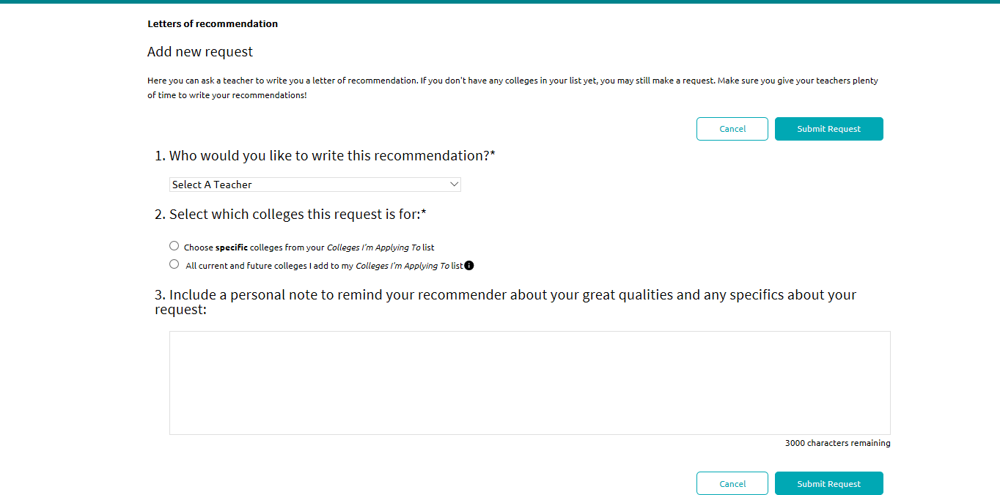 Letters of recommendation
Add new request
Here you can ask a teacher to write you a letter of recommendation. If you don't have any colleges in your list yet, you may still make a request. Make sure you give your teachers plenty
of time to write your recommendations!
Cancel Submit Request
1. Who would you like to write this recommendation?*
Select A Teacher
2. Select which colleges this request is for:*
Choose specific colleges from your Colleges I'm Applying To list
All current and future colleges I add to my Colleges I'm Applying To list
3. Include a personal note to remind your recommender about your great qualities and any specifics about your
request:
3000 characters remaining
Cancel Submit Request